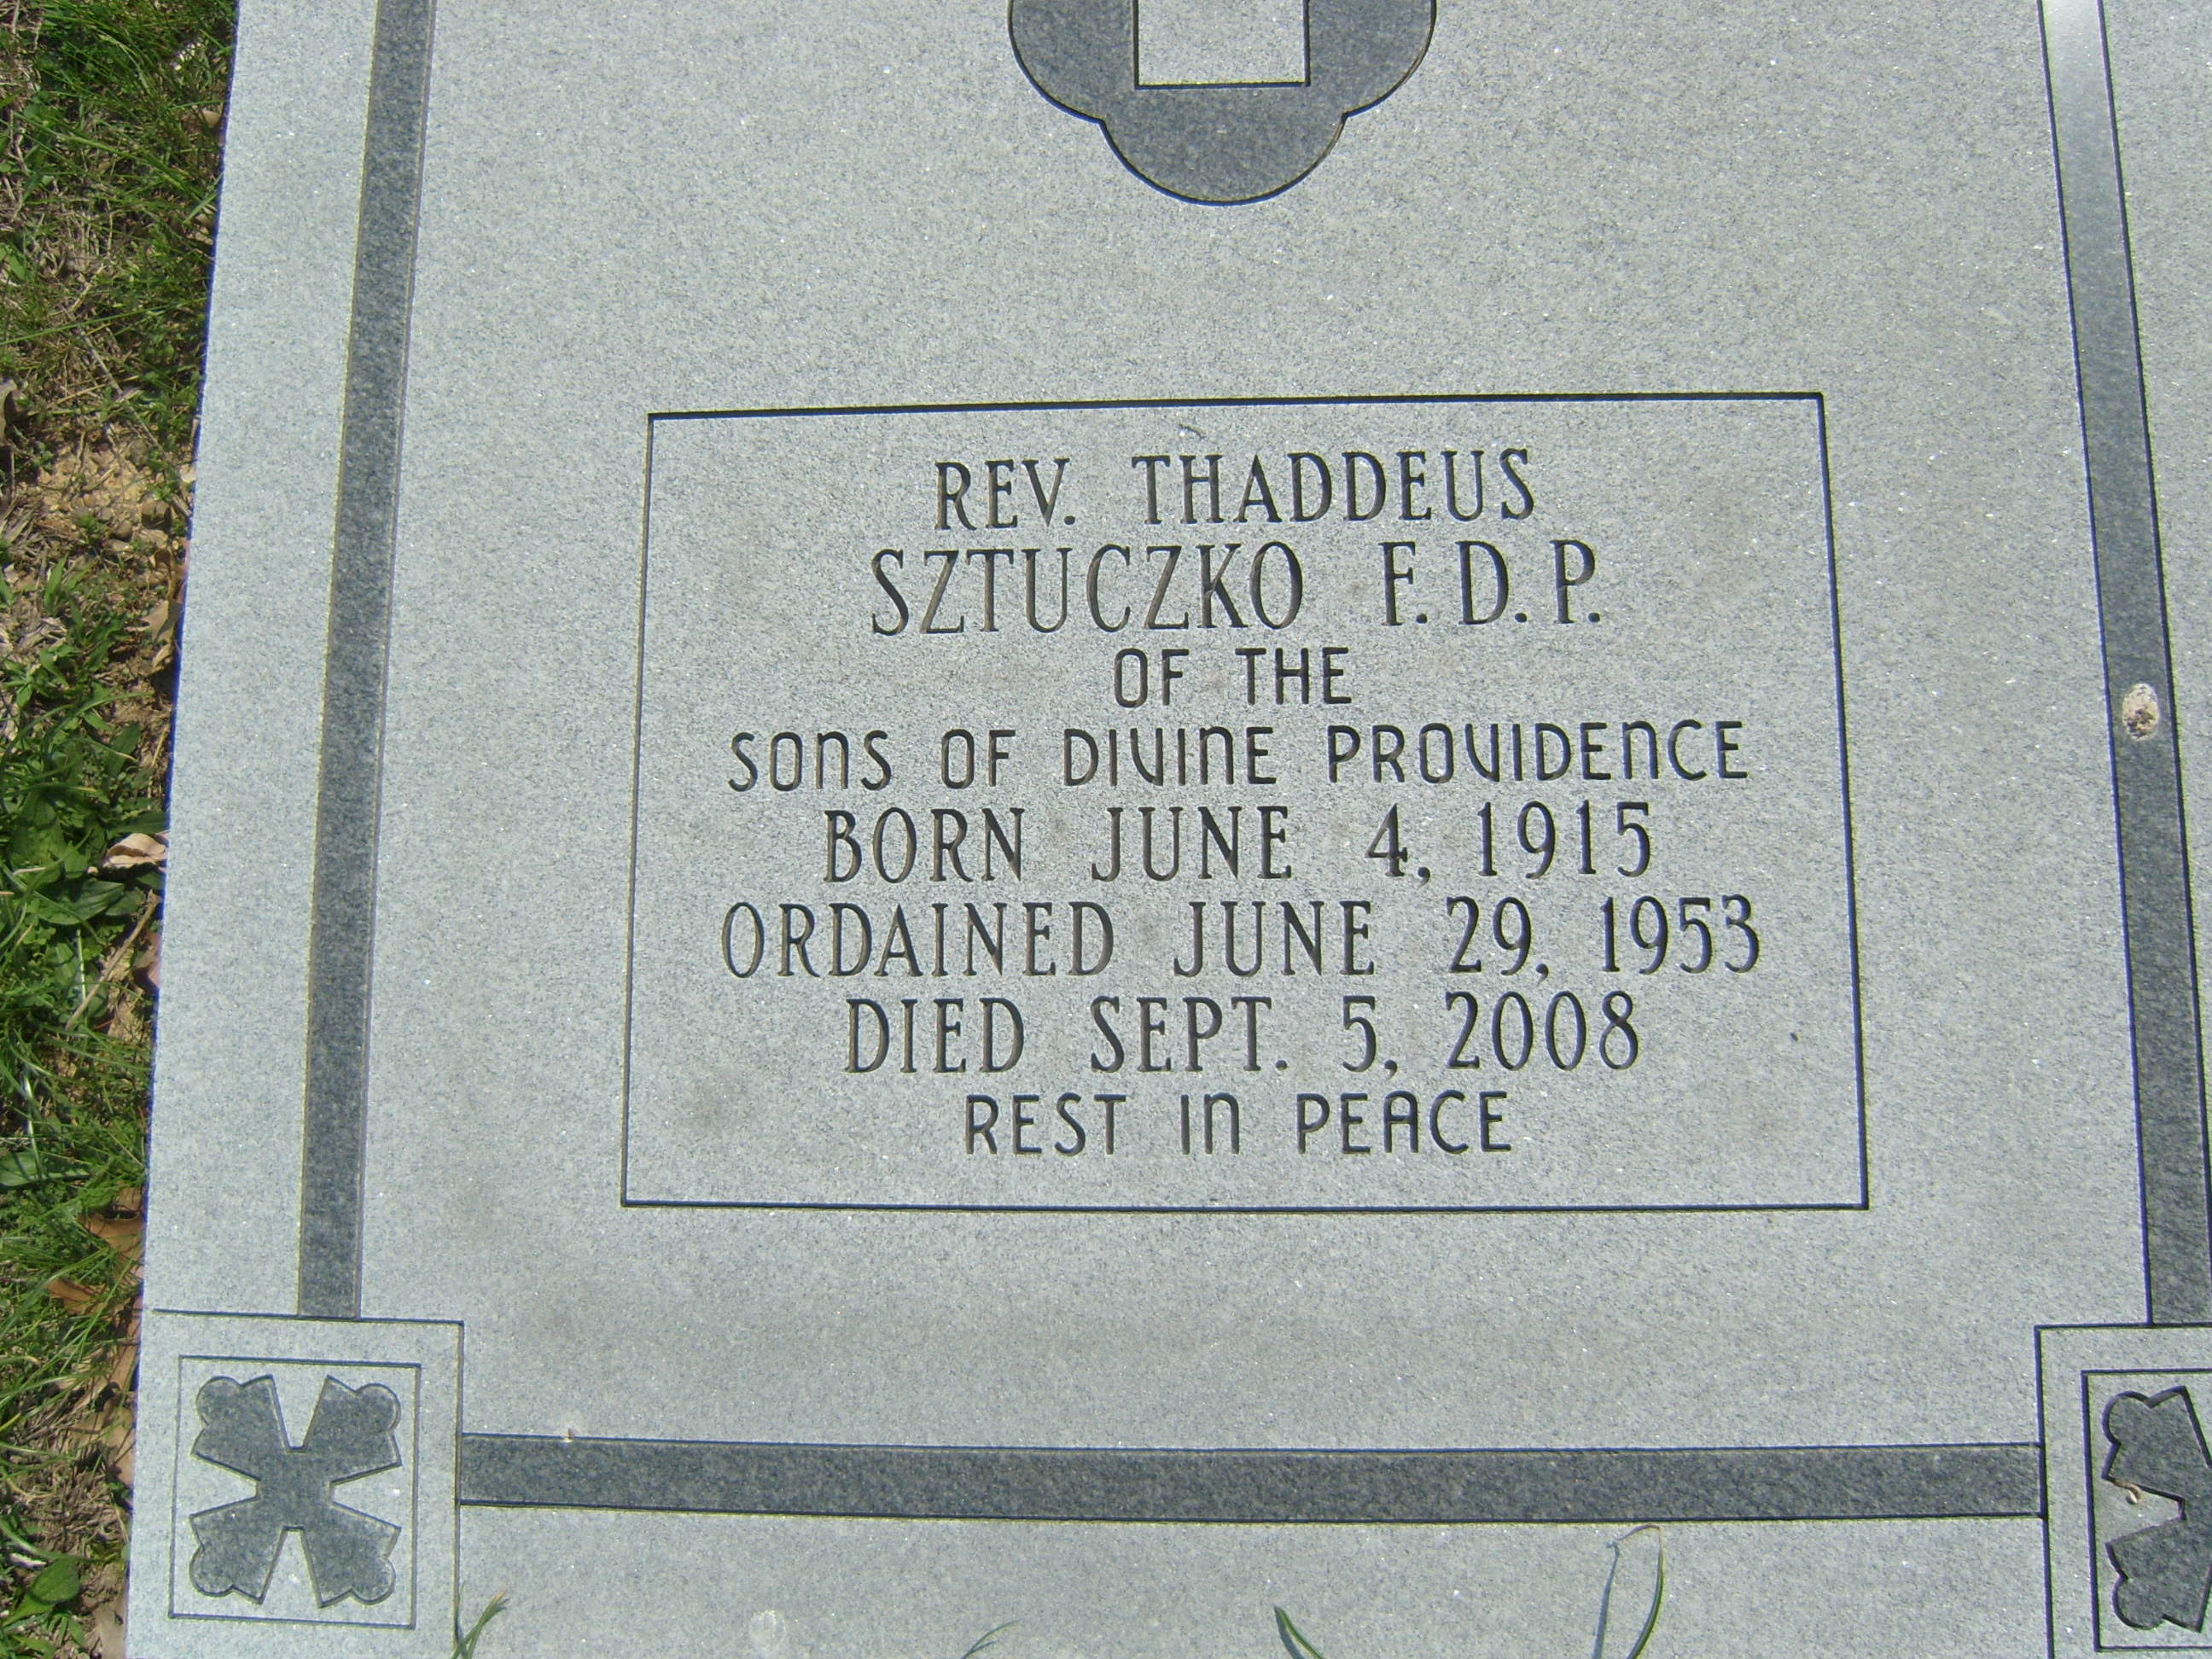 REV. THADDEUS
SZTUCZKO F.D.P.
OF THE
SONS OF DIVINE PROVIDENCE
BORN JUNE 4, 1915
ORDAINED JUNE 29, 1953
DIED SEPT. 5, 2008
REST IN PEACE